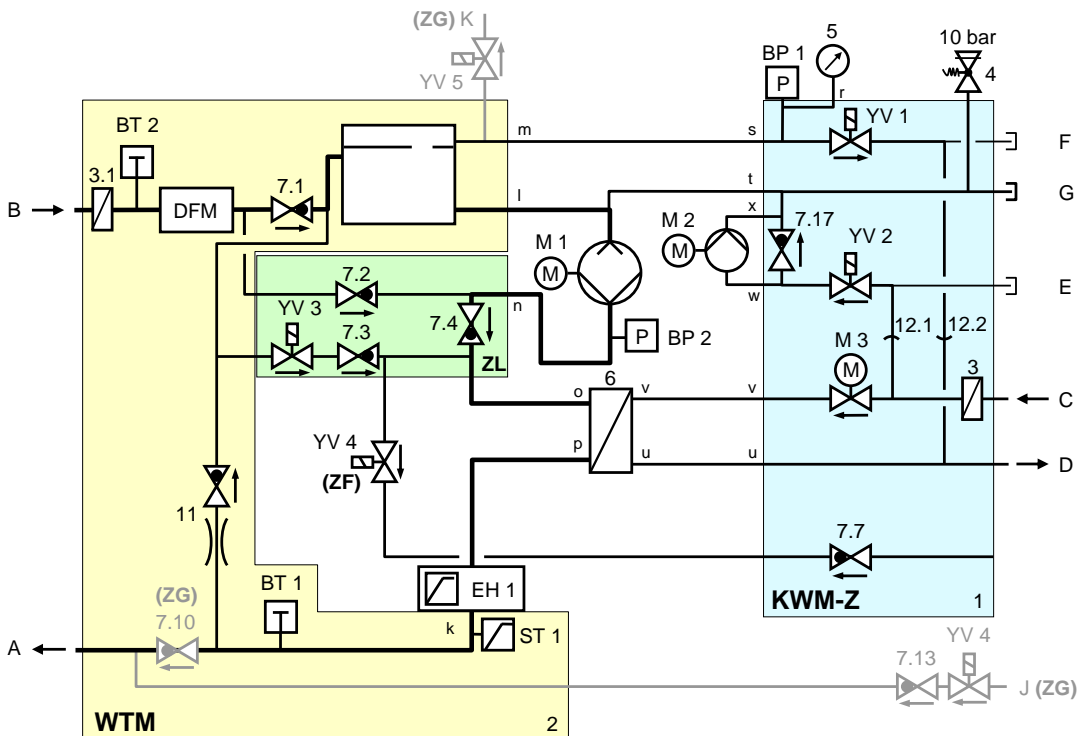 (ZG) K
5
10 bar
BP 1
YV 5
P
4
r
BT 2
YV 1
m
s
F
3.1
7.1
B
DFM
l
t
G
x
M 2
7.17
M 1
M
YV 2
M
7.2
w
E
YV 3
n
7.3
7.4
P
BP 2
12.1
12.2
M 3
ZL
6
M
3
o
v
v
C
YV 4
p
(ZF)
u
u
D
11
7.7
BT 1
EH 1
(ZG)
KWM-Z
1
7.10
k
ST 1
A
YV 4
7.13
J (ZG)
WTM
2